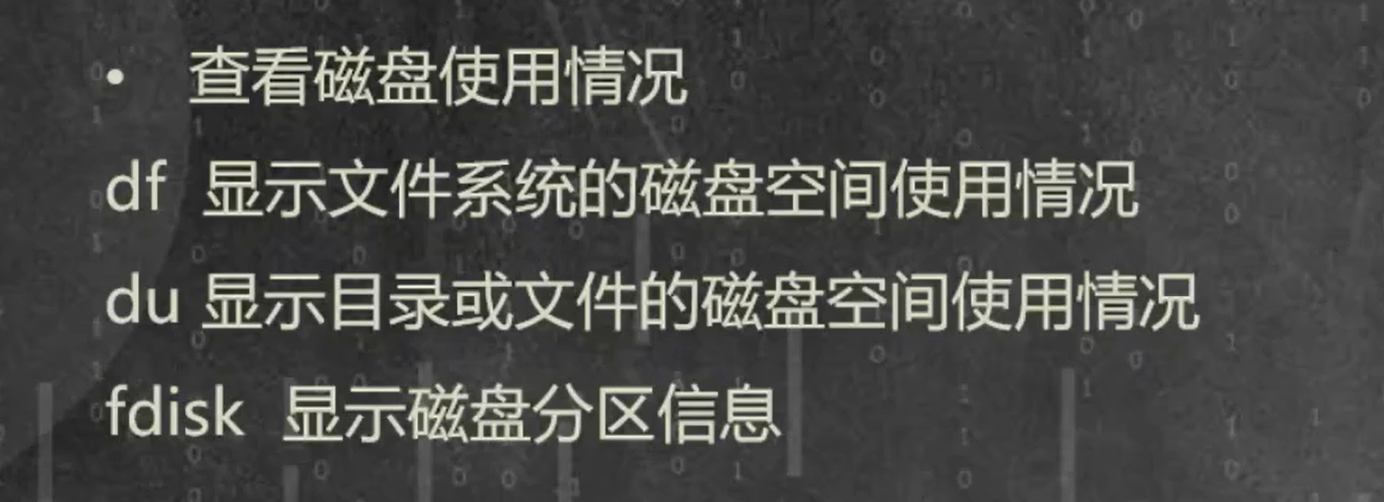 • 查看磁盘使用情况
df 显示文件系统的磁盘空间使用情况
du 显示目录或文件的磁盘空间使用情况
fdisk 显示磁盘分区信息